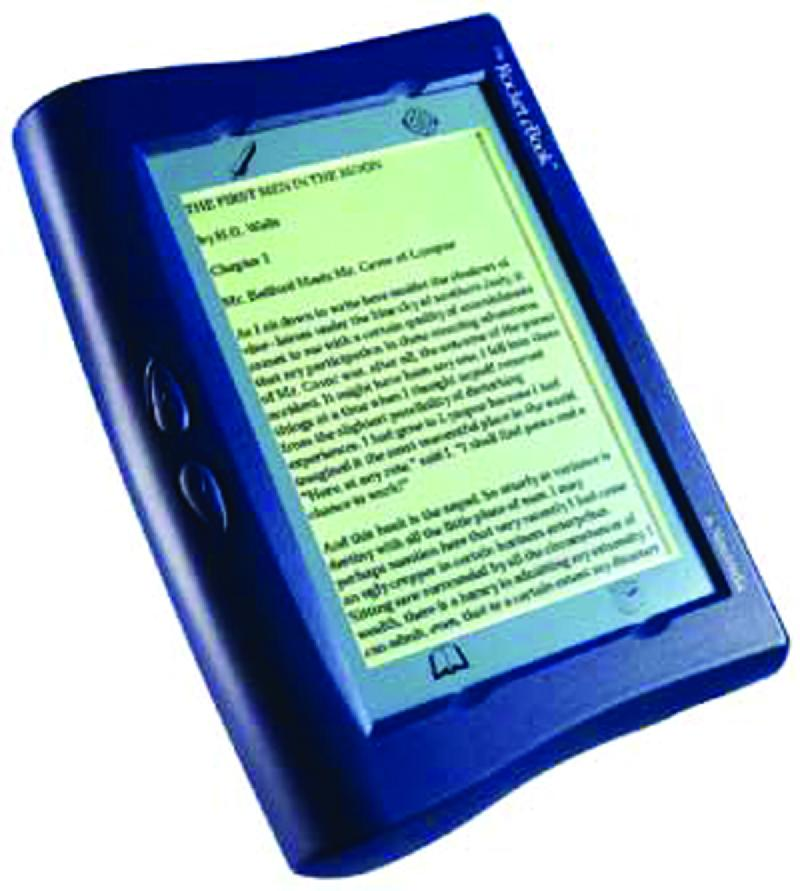 Rocket eBook™
THE FIRST MEN IN THE MOON
by H.G. Wells
Chapter 1
Mr. Bedford Meets Mr. Cavor at Lympne
As I sit down to write here amidst the shadows of
vine-leaves under the blue sky of southern Italy, it
comes to me with a certain quality of astonishment
that my participation in these amazing adventures
of Mr. Cavor was, after all, the outcome of the purest
accident. It might have been any one. I fell into these
things at a time when I thought myself removed
from the slightest possibility of disturbing
experiences. I had gone to Lympne because I had
imagined it the most uneventful place in the world.
"Here, at any rate," said I, "I shall find peace and a
chance to work!"
And this book is the sequel. So utterly at variance is
destiny with all the little plans of men. I may
perhaps mention here that very recently I had come
an ugly cropper in certain business enterprises.
Sitting now surrounded by all the circumstances of
wealth, there is a luxury in admitting my extremity. I
can admit, even, that to a certain extent my disasters